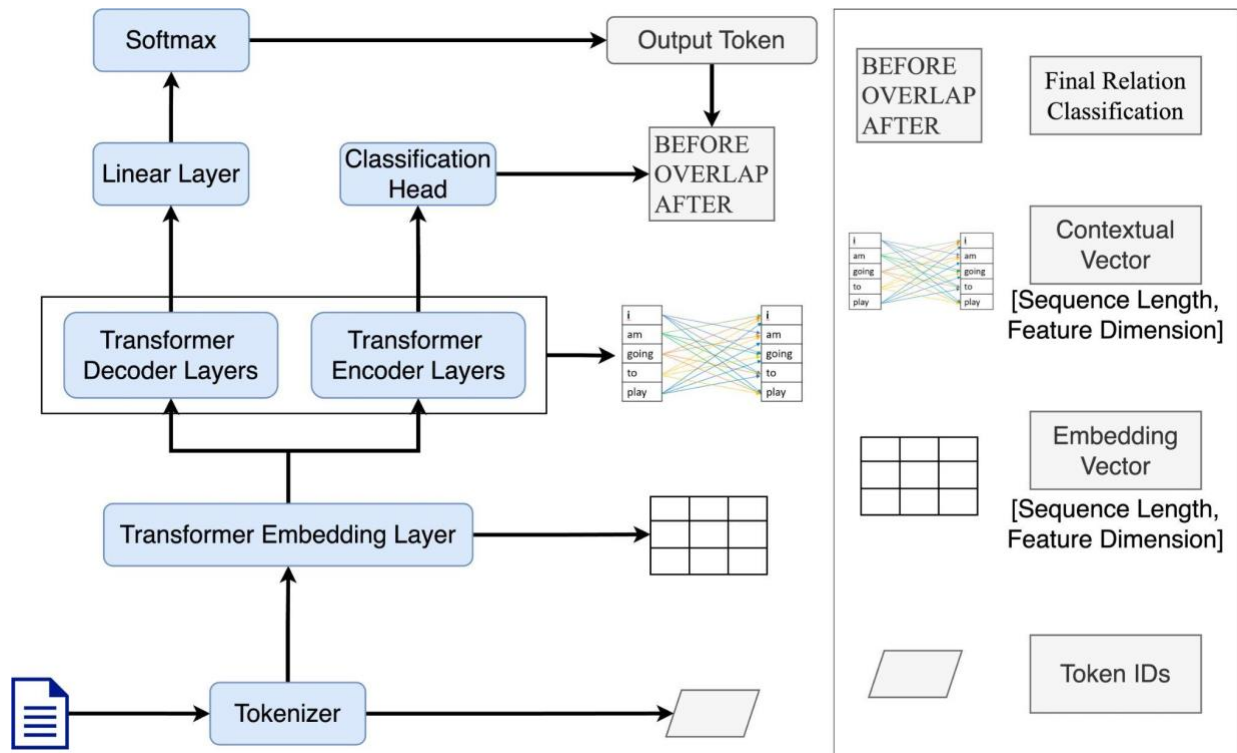 Softmax
Output Token
BEFORE
OVERLAP
AFTER
Linear Layer
Classification
Head
Transformer
Decoder Layers
Transformer
Encoder Layers
i
am
going
to
play
i
am
going
to
play
Transformer Embedding Layer
Tokenizer
BEFORE
OVERLAP
AFTER
Final Relation
Classification
i
am
going
to
play
i
am
going
to
play
Contextual
Vector
[Sequence Length,
Feature Dimension]
Embedding
Vector
[Sequence Length,
Feature Dimension]
Token IDs